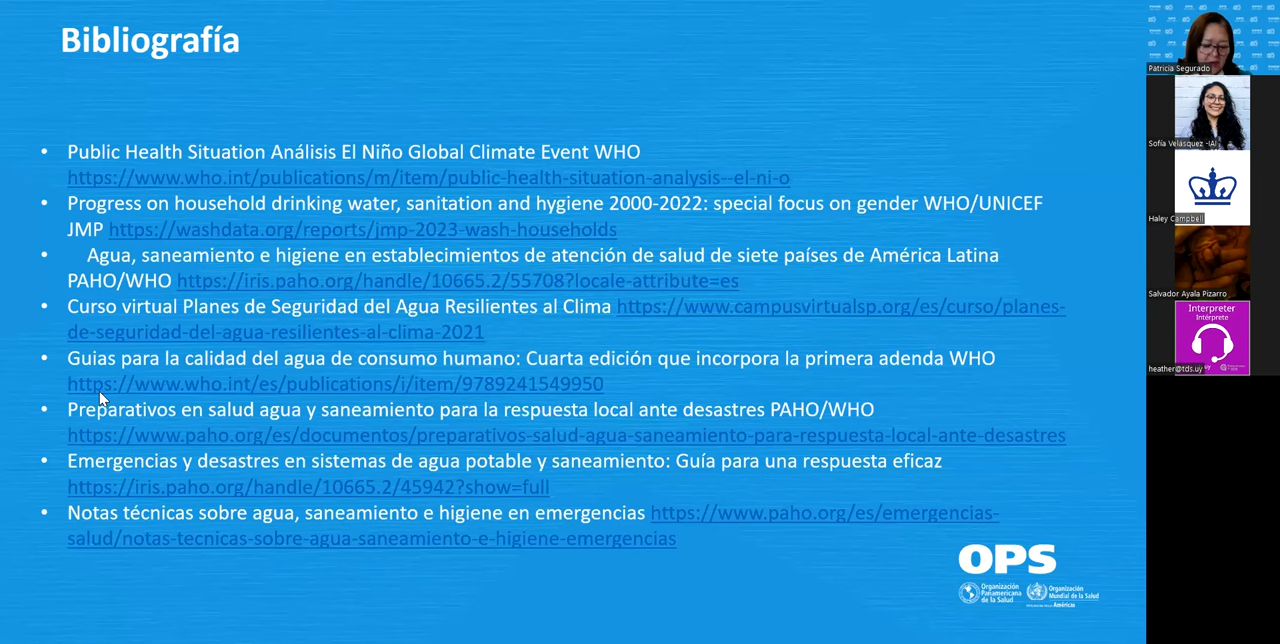 Bibliografía
• Public Health Situation Análisis El Niño Global Climate Event WHO
https://www.who.int/publications/m/item/public-health-situation-analysis--el-ni-o
• Progress on household drinking water, sanitation and hygiene 2000-2022: special focus on gender WHO/UNICEF
JMP https://washdata.org/reports/jmp-2023-wash-households
• Agua, saneamiento e higiene en establecimientos de atención de salud de siete países de América Latina
PAHO/WHO https://iris.paho.org/handle/10665.2/55708?locale-attribute=es
• Curso virtual Planes de Seguridad del Agua Resilientes al Clima https://www.campusvirtualsp.org/es/curso/planes-
de-seguridad-del-agua-resilientes-al-clima-2021
• Guias para la calidad del agua de consumo humano: Cuarta edición que incorpora la primera adenda WHO
https://www.who.int/es/publications/i/item/9789241549950
• Preparativos en salud agua y saneamiento para la respuesta local ante desastres PAHO/WHO
https://www.paho.org/es/documentos/preparativos-salud-agua-saneamiento-para-respuesta-local-ante-desastres
• Emergencias y desastres en sistemas de agua potable y saneamiento: Guía para una respuesta eficaz
https://iris.paho.org/handle/10665.2/45942?show=full
• Notas técnicas sobre agua, saneamiento e higiene en emergencias https://www.paho.org/es/emergencias-
salud/notas-tecnicas-sobre-agua-saneamiento-e-higiene-emergencias
OPS
Organización
Panamericana
de la Salud
Organización
Mundial de la Salud
Américas
Patricia Segurado
Sofía Velásquez -IAI
Haley Campbell
Salvador Ayala Pizarro
Interpreter
Intérprete
heather@tds.uy